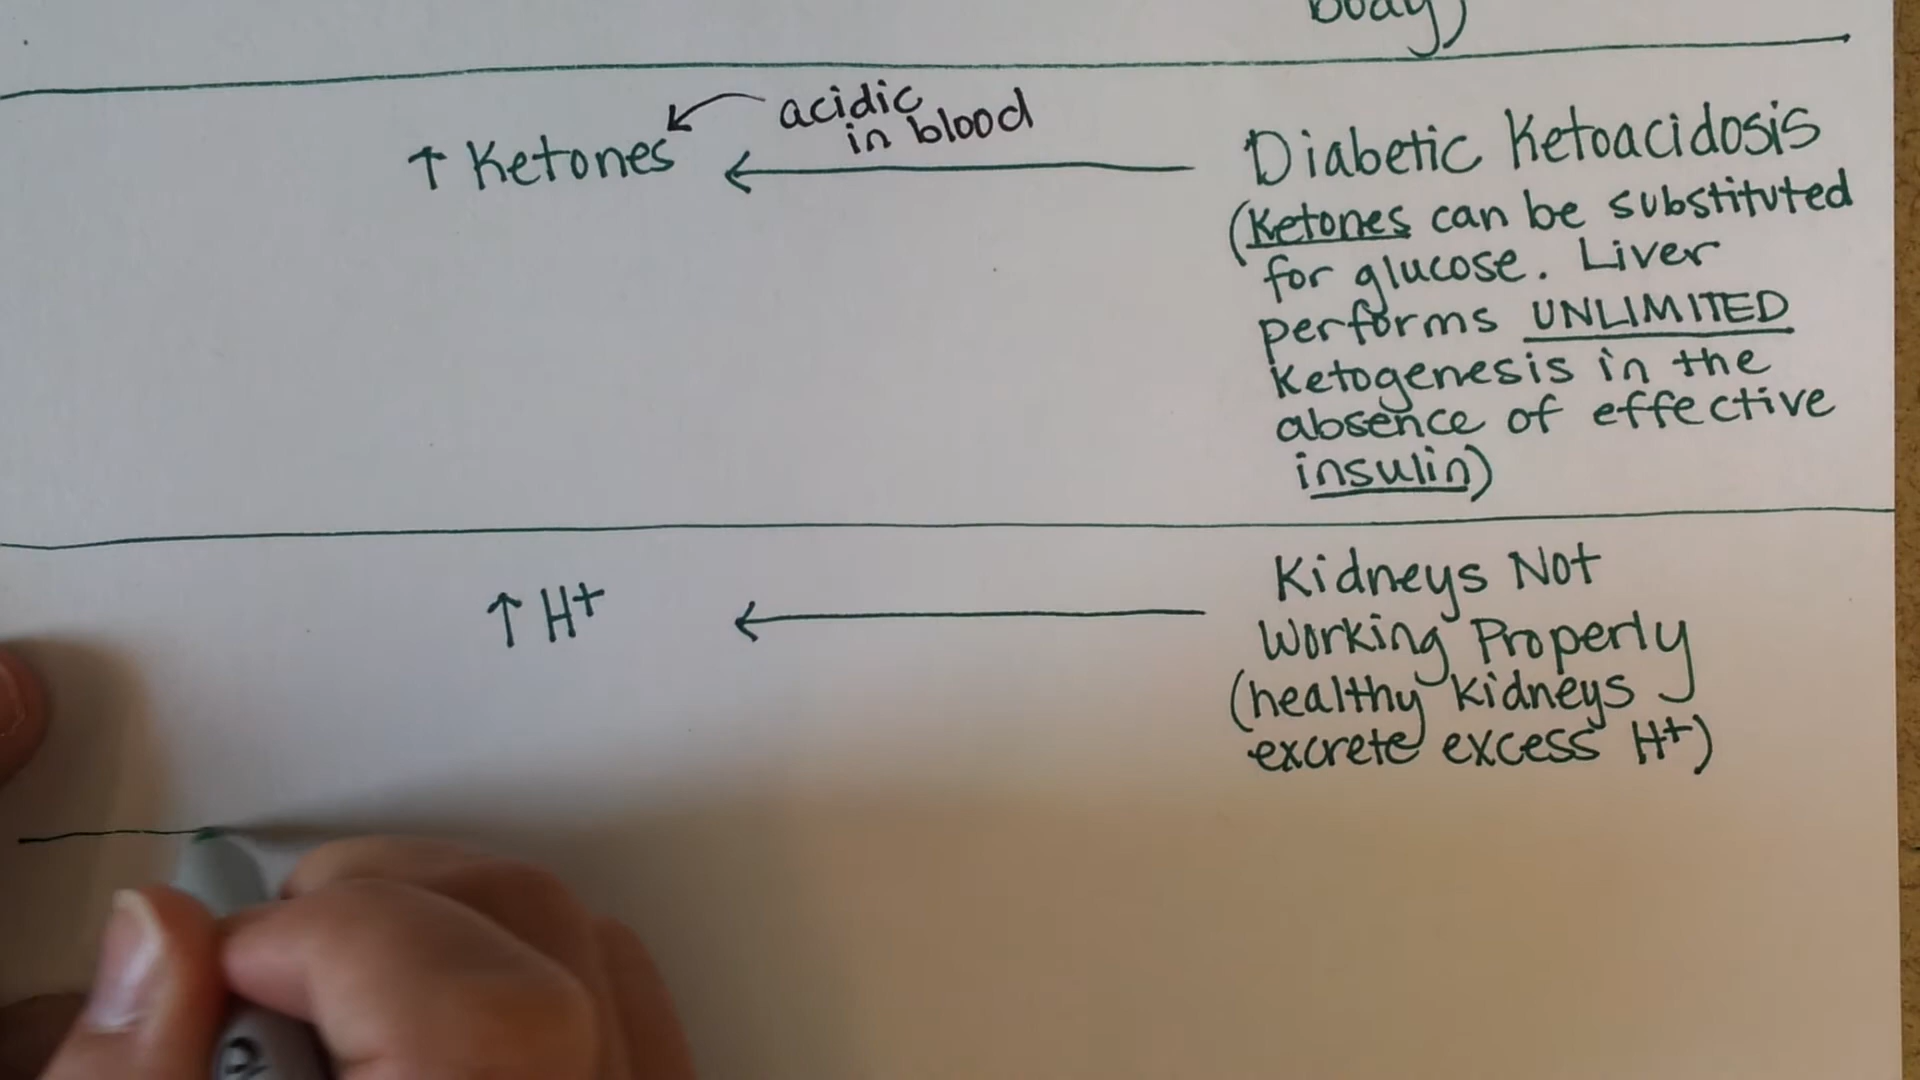 body)
acidic
in blood
↑ Ketones
Diabetic Ketoacidosis
(Ketones can be substituted
for glucose. Liver
performs UNLIMITED
ketogenesis in the
absence of effective
insulin)
↑ H+
Kidneys Not
Working Properly
(healthy kidneys
excrete excess H+)